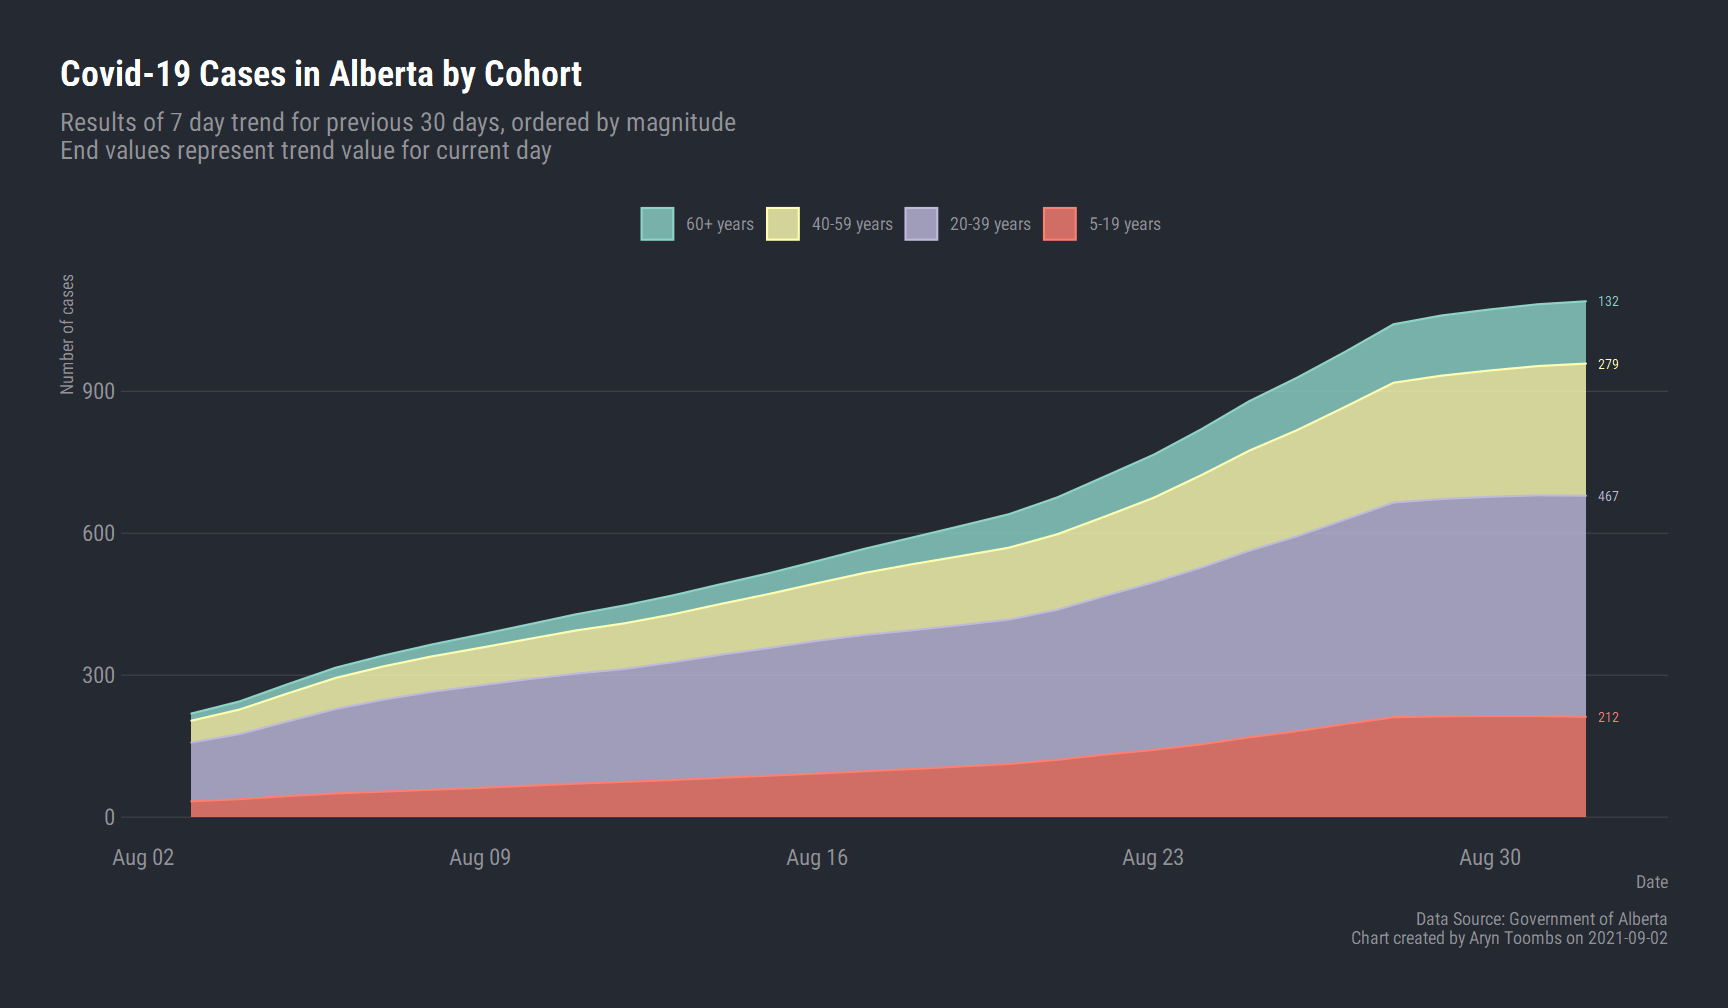 Covid-19 Cases in Alberta by Cohort
Results of 7 day trend for previous 30 days, ordered by magnitude
End values represent trend value for current day
60+ years
40-59 years
20-39 years
5-19 years
Number of cases
900
600
300
0
132
279
467
212
Aug 02
Aug 09
Aug 16
Aug 23
Aug 30
Date
Data Source: Government of Alberta
Chart created by Aryn Toombs on 2021-09-02